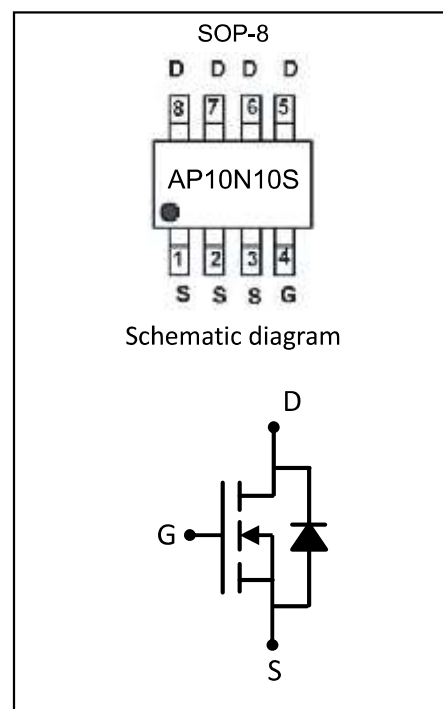 SOP-8
D D D D
8 7 6 5
AP10N10S
1 2 3 4
S S S G
Schematic diagram
D
G
S